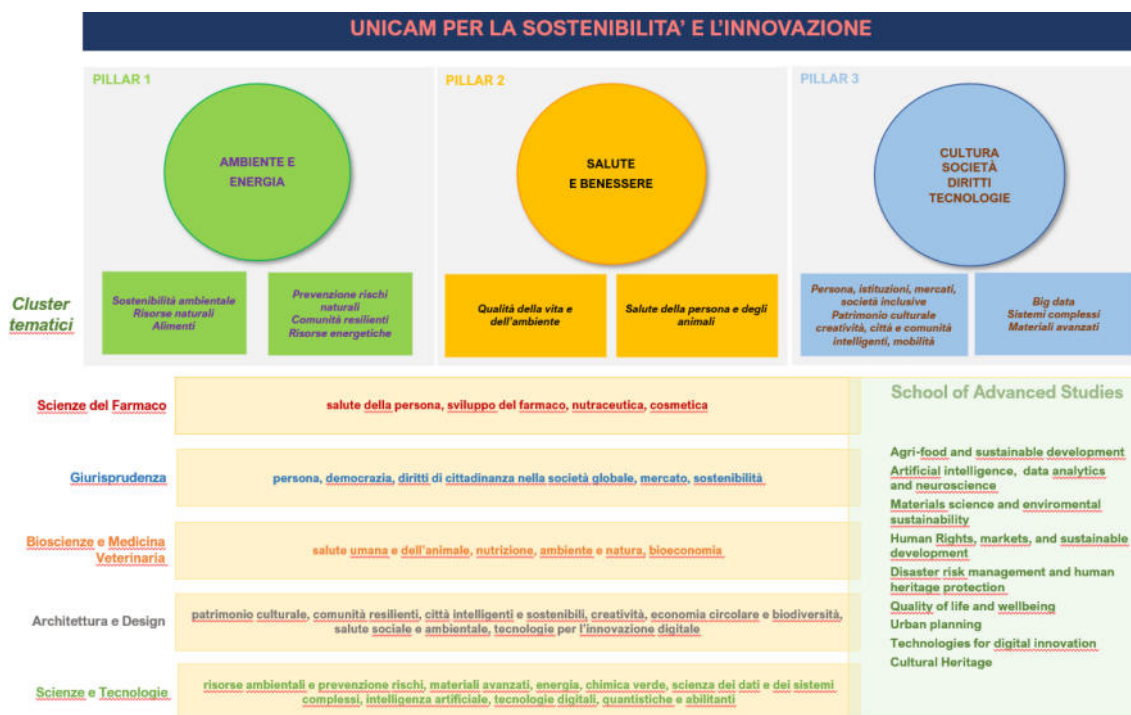 UNICAM PER LA SOSTENIBILITA’ E L’INNOVAZIONE
PILLAR 1
AMBIENTE E
ENERGIA
PILLAR 2
SALUTE
E BENESSERE
PILLAR 3
CULTURA
SOCIETÀ
DIRITTI
TECNOLOGIE
Cluster
tematici
Sostenibilità ambientale
Risorse naturali
Alimenti
Prevenzione rischi
naturali
Comunità resilienti
Risorse energetiche
Qualità della vita e
dell’ambiente
Salute della persona e degli
animali
Persona, istituzioni, mercati,
società inclusive
Patrimonio culturale
creatività, città e comunità
intelligenti, mobilità
Big data
Sistemi complessi
Materiali avanzati
Scienze del Farmaco
salute della persona, sviluppo del farmaco, nutraceutica, cosmetica
Giurisprudenza
persona, democrazia, diritti di cittadinanza nella società globale, mercato, sostenibilità
Bioscienze e Medicina
Veterinaria
salute umana e dell’animale, nutrizione, ambiente e natura, bioeconomia
Architettura e Design
patrimonio culturale, comunità resilienti, città intelligenti e sostenibili, creatività, economia circolare e biodiversità,
salute sociale e ambientale, tecnologie per l’innovazione digitale
Scienze e Tecnologie
risorse ambientali e prevenzione rischi, materiali avanzati, energia, chimica verde, scienza dei dati e dei sistemi
complessi, intelligenza artificiale, tecnologie digitali, quantistiche e abilitanti
School of Advanced Studies
Agri-food and sustainable development
Artificial intelligence, data analytics
and neuroscience
Materials science and enviromental
sustainability
Human Rights, markets, and sustainable
development
Disaster risk management and human
heritage protection
Quality of life and wellbeing
Urban planning
Technologies for digital innovation
Cultural Heritage